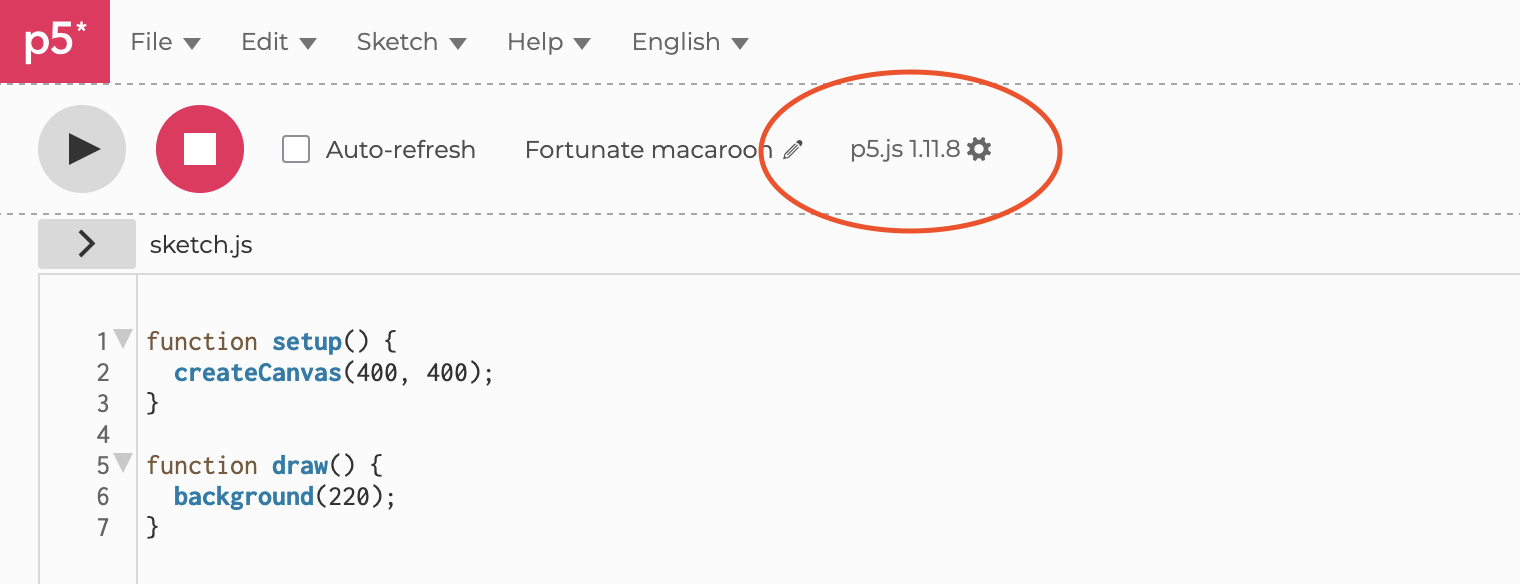 p5* File Edit Sketch Help English
Auto-refresh Fortunate macaroon p5.js 1.11.8
sketch.js
1 function setup() {
2   createCanvas(400, 400);
3 }
4
5 function draw() {
6   background(220);
7 }